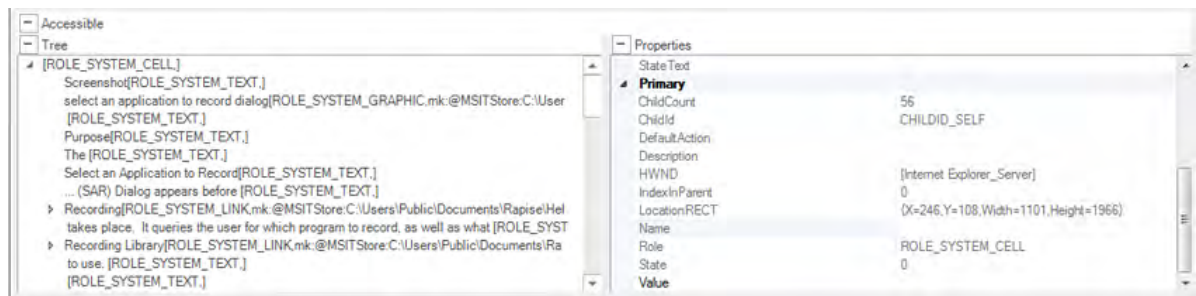 Accessible
Tree
[ROLE_SYSTEM_CELL,]
Screenshot[ROLE_SYSTEM_TEXT,]
select an application to record dialog[ROLE_SYSTEM_GRAPHIC,mk:@MSITStore:C:\User
[ROLE_SYSTEM_TEXT,]
Purpose[ROLE_SYSTEM_TEXT,]
The [ROLE_SYSTEM_TEXT,]
Select an Application to Record[ROLE_SYSTEM_TEXT,]
... (SAR) Dialog appears before [ROLE_SYSTEM_TEXT,]
Recording[ROLE_SYSTEM_LINK,mk:@MSITStore:C:\Users\Public\Documents\Rapise\Hel
takes place.  It queries the user for which program to record, as well as what [ROLE_SYST
Recording Library[ROLE_SYSTEM_LINK,mk:@MSITStore:C:\Users\Public\Documents\Ra
to use. [ROLE_SYSTEM_TEXT,]
[ROLE_SYSTEM_TEXT,]
Properties
StateText
Primary
ChildCount 56
ChildId CHILDID_SELF
DefaultAction
Description
HWND [Internet Explorer_Server]
IndexInParent 0
LocationRECT {X=246,Y=108,Width=1101,Height=1966}
Name
Role ROLE_SYSTEM_CELL
State 0
Value